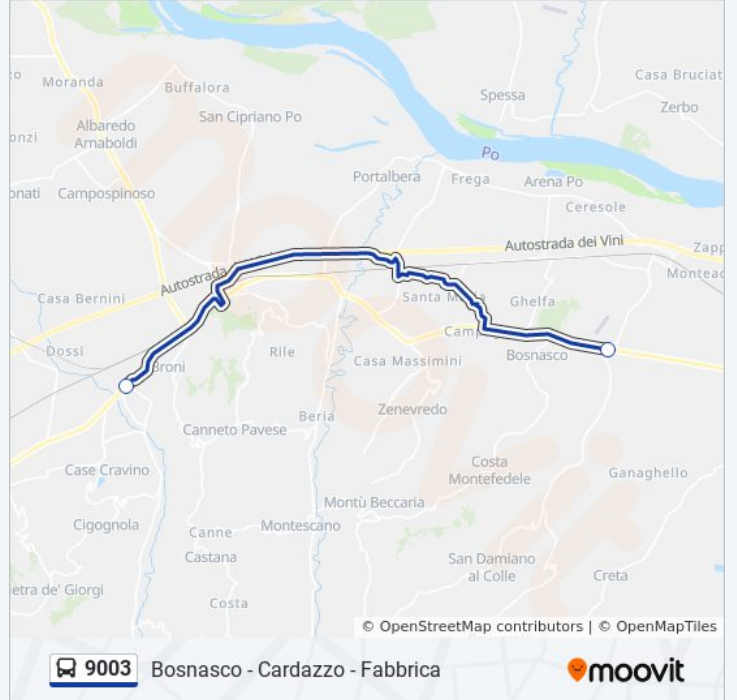 Moranda
Buffalora
Casa Bruciat
Spessa
Zerbo
San Cipriano Po
Albaredo
Arnaboldi
onzi
Po
Portalbera
Frega
Arena Po
nati
Campospinoso
Ceresole
Autostrada dei Vini
Zapp
Autostrada
Monteac
Casa Bernini
Ghelfa
Camp
Dossi
Rile
Casa Massimini
Bosnasco
Broni
Zenevredo
Beria
Canneto Pavese
Case Cravino
Costa
Montefedele
Ganaghello
Montù Beccaria
Cigognola
Canne
Montescano
Castana
San Damiano
al Colle
Creta
etra de' Giorgi
Costa
© OpenStreetMap contributors | © OpenMapTiles
9003 Bosnasco - Cardazzo - Fabbrica
moovit